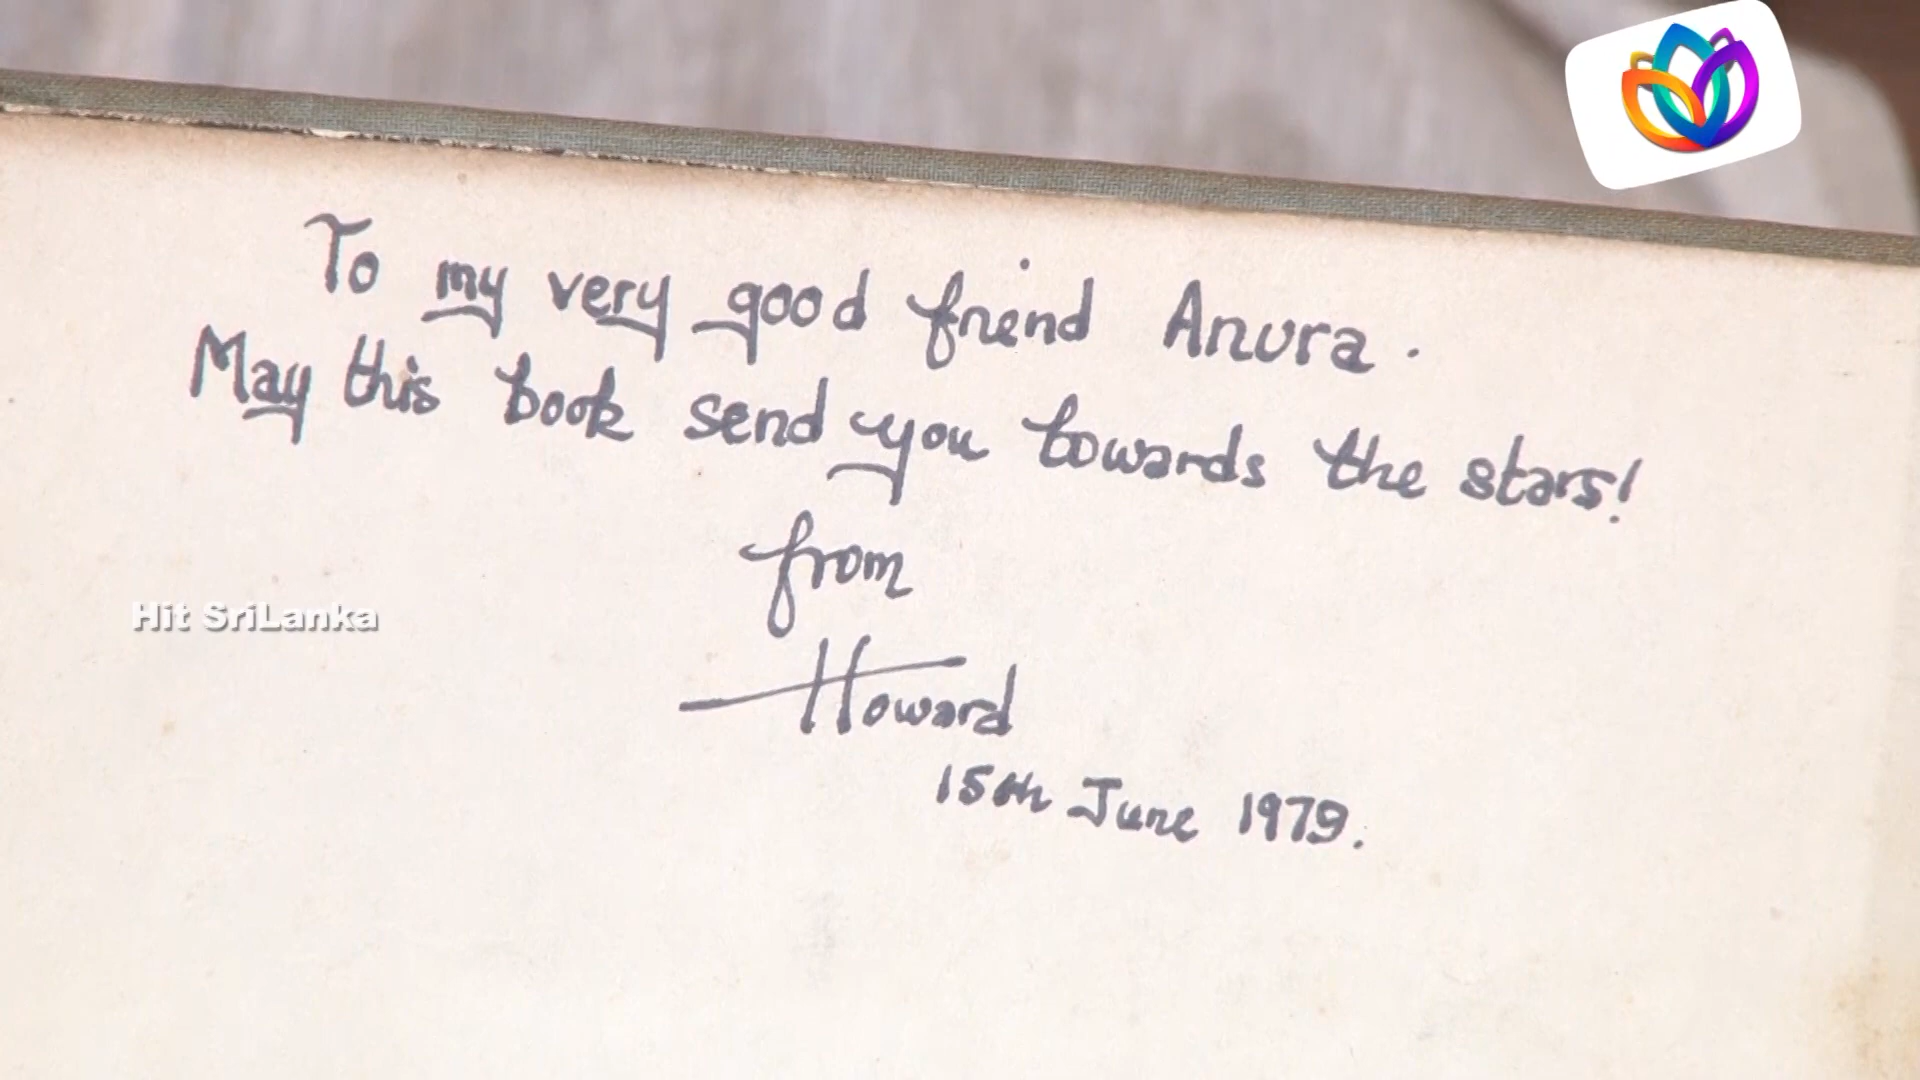 To my very good friend Anura.
May this book send you towards the stars!
from
Howard
15th June 1979.
Hit SriLanka